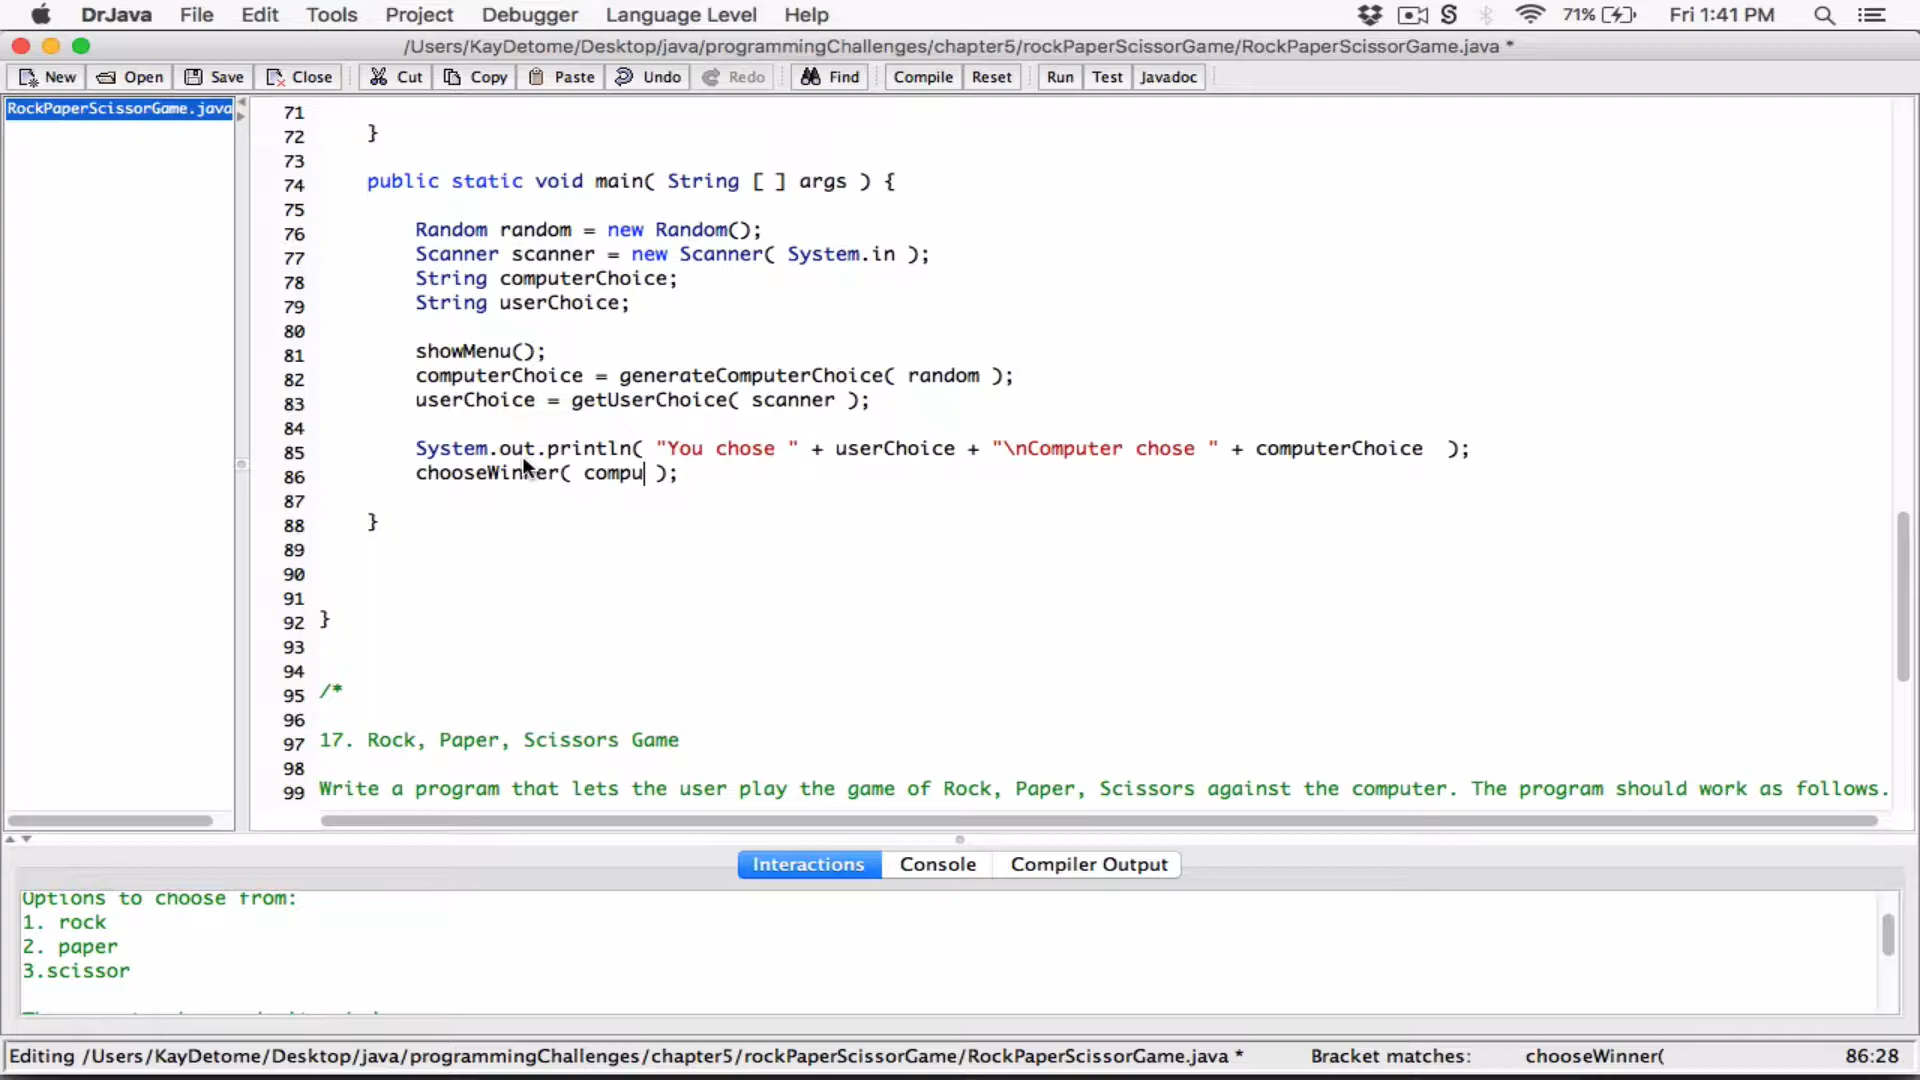 DrJava File Edit Tools Project Debugger Language Level Help 71% Fri 1:41 PM
/Users/KayDetome/Desktop/java/programmingChallenges/chapter5/rockPaperScissorGame/RockPaperScissorGame.java *
New Open Save Close Cut Copy Paste Undo Redo Find Compile Reset Run Test Javadoc
RockPaperScissorGame.java
71
72 }
73
74 public static void main( String [ ] args ) {
75
76 Random random = new Random();
77 Scanner scanner = new Scanner( System.in );
78 String computerChoice;
79 String userChoice;
80
81 showMenu();
82 computerChoice = generateComputerChoice( random );
83 userChoice = getUserChoice( scanner );
84
85 System.out.println( "You chose " + userChoice + "\nComputer chose " + computerChoice  );
86 chooseWinner( compu );
87
88 }
89
90
91
92 }
93
94
95 /*
96
97 17. Rock, Paper, Scissors Game
98
99 Write a program that lets the user play the game of Rock, Paper, Scissors against the computer. The program should work as follows.
Interactions Console Compiler Output
Options to choose from:
1. rock
2. paper
3.scissor
Editing /Users/KayDetome/Desktop/java/programmingChallenges/chapter5/rockPaperScissorGame/RockPaperScissorGame.java * Bracket matches: chooseWinner( 86:28